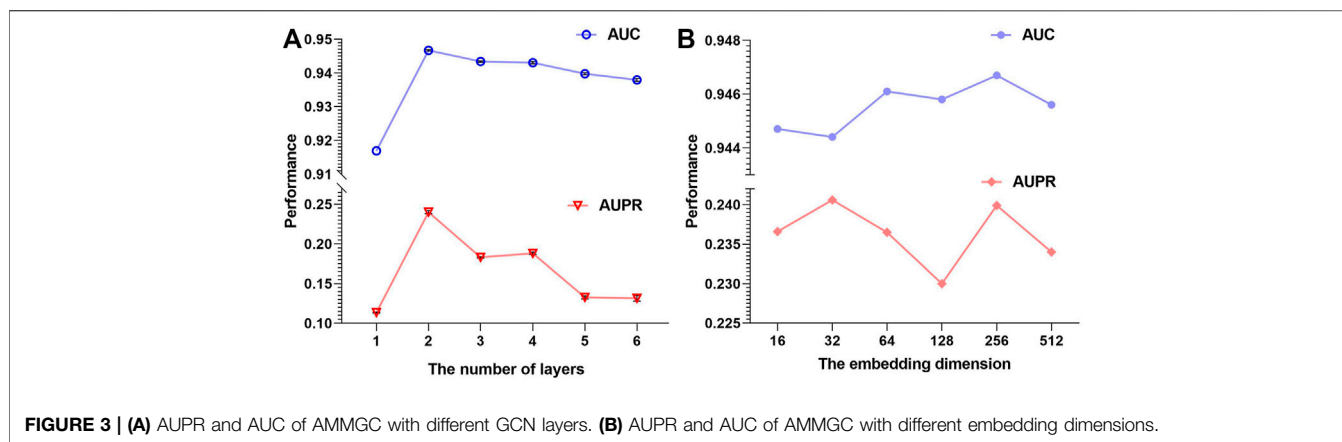 A
AUC
0.95
0.94
0.93
0.92
0.91
Performance
AUPR
0.25
0.20
0.15
0.10
1 2 3 4 5 6
The number of layers
B
AUC
0.948
0.946
0.944
Performance
AUPR
0.240
0.235
0.230
0.225
16 32 64 128 256 512
The embedding dimension
FIGURE 3 | (A) AUPR and AUC of AMMGC with different GCN layers. (B) AUPR and AUC of AMMGC with different embedding dimensions.